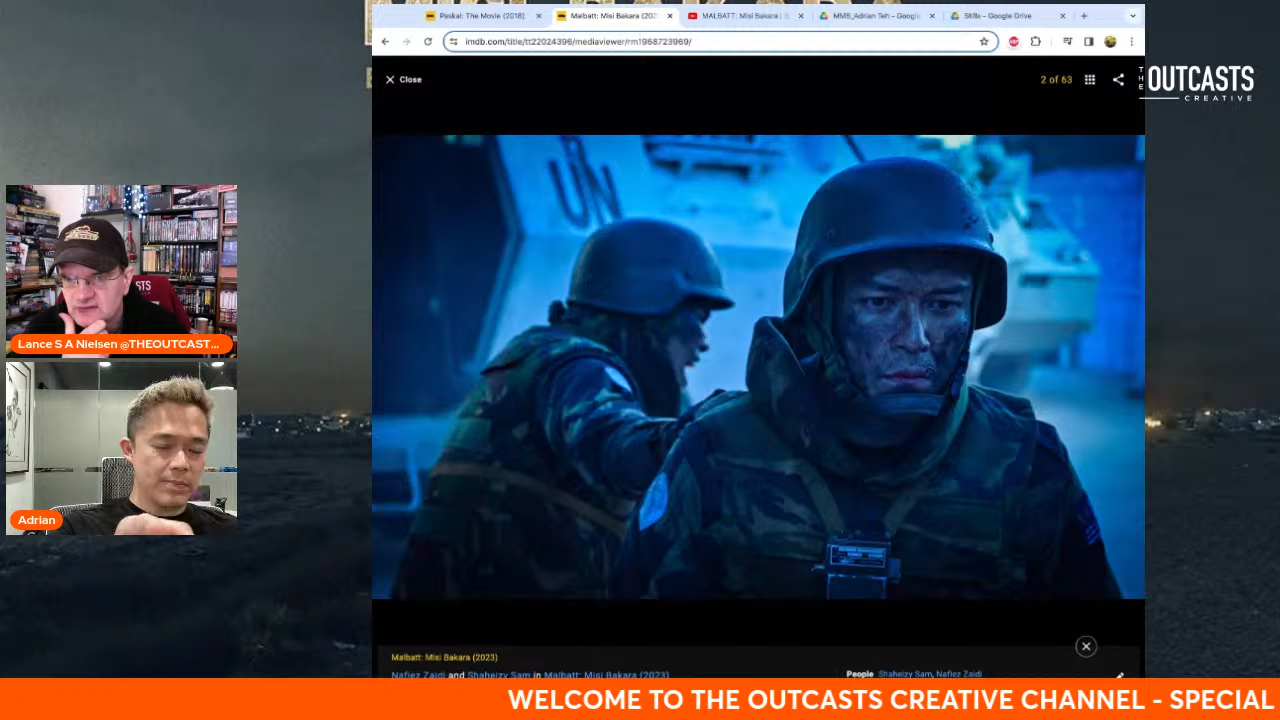 Paskal: The Movie (2018)
Malbatt: Misi Bakara (202
MALBATT: Misi Bakara | S
MMB_Adrian Teh - Google
Stills - Google Drive
imdb.com/title/tt22024396/mediaviewer/rm1968723969/
Close
2 of 63
THE
OUTCASTS
CREATIVE
UN
Lance S A Nielsen @THEOUTCAST...
Adrian
Malbatt: Misi Bakara (2023)
Nafiez Zaidi and Shaheizy Sam in Malbatt: Misi Bakara (2023)
People Shaheizy Sam, Nafiez Zaidi
WELCOME TO THE OUTCASTS CREATIVE CHANNEL - SPECIAL